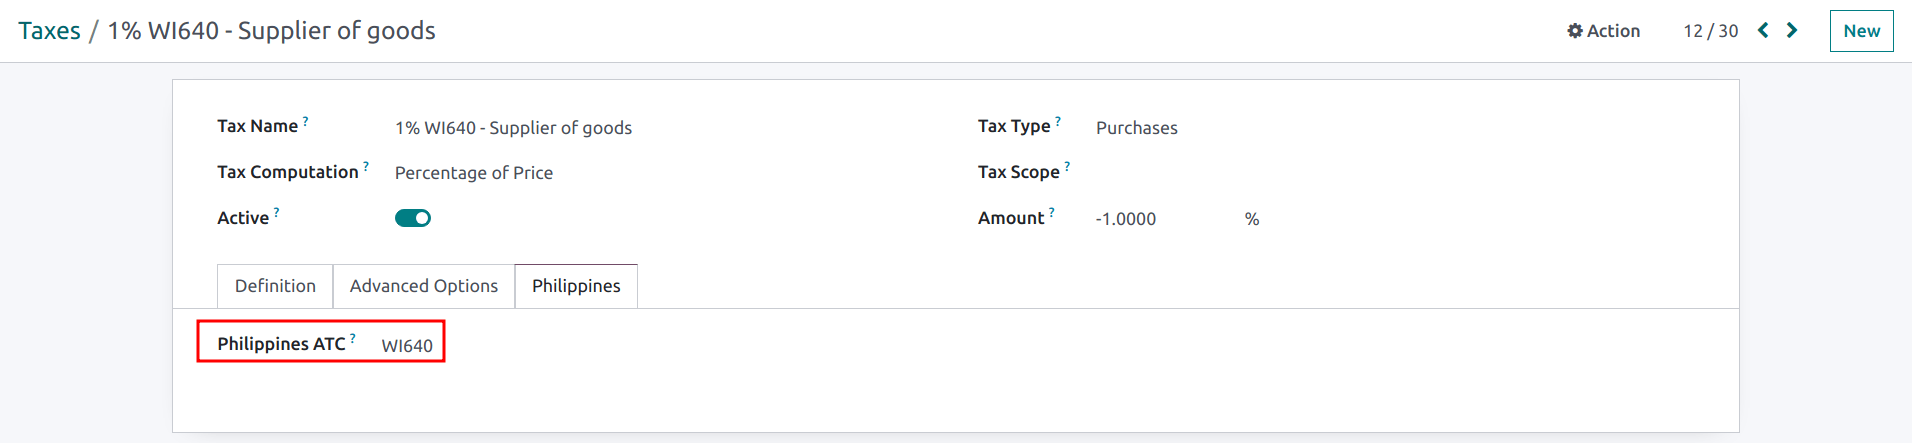 Taxes / 1% WI640 - Supplier of goods Action 12 / 30 New
Tax Name ? 1% WI640 - Supplier of goods Tax Type ? Purchases
Tax Computation ? Percentage of Price Tax Scope ?
Active ? Amount ? -1.0000 %
Definition Advanced Options Philippines
Philippines ATC ? WI640